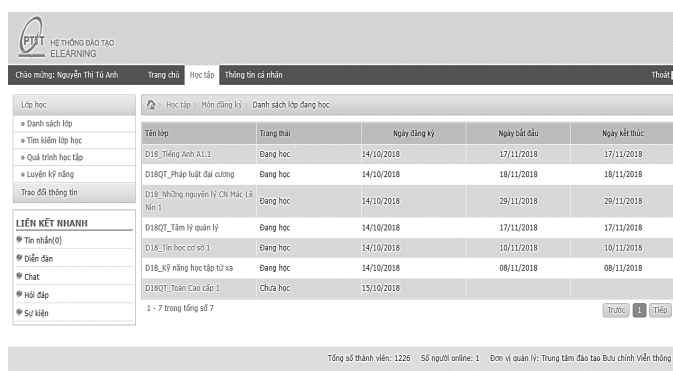 PTIT HỆ THỐNG ĐÀO TẠO
ELEARNING
Chào mừng: Nguyễn Thị Tú Anh Trang chủ Học tập Thông tin cá nhân Thoát
Lớp học
Danh sách lớp
Tìm kiếm lớp học
Quá trình học tập
Luyện kỹ năng
Trao đổi thông tin
LIÊN KẾT NHANH
Tin nhắn(0)
Diễn đàn
Chat
Hỏi đáp
Sự kiện
Học tập > Môn đăng ký > Danh sách lớp đang học
Tên lớp Trạng thái Ngày đăng ký Ngày bắt đầu Ngày kết thúc
D18_Tiếng Anh A1.1 Đang học 14/10/2018 17/11/2018 17/11/2018
D18QT_Pháp luật đại cương Đang học 14/10/2018 18/11/2018 18/11/2018
D18_Những nguyên lý CN Mác-Lê
Nin 1 Đang học 14/10/2018 29/11/2018 29/11/2018
D18QT_Tâm lý quản lý Đang học 14/10/2018 17/11/2018 17/11/2018
D18_Tin học cơ sở 1 Đang học 14/10/2018 10/11/2018 10/11/2018
D18_Kỹ năng học tập từ xa Đang học 14/10/2018 08/11/2018 08/11/2018
D18QT_Toán Cao cấp 1 Chưa học 15/10/2018
1 - 7 trong tổng số 7 Trước 1 Tiếp
Tổng số thành viên: 1226 Số người online: 1 Đơn vị quản lý: Trung tâm đào tạo Bưu chính Viễn thông